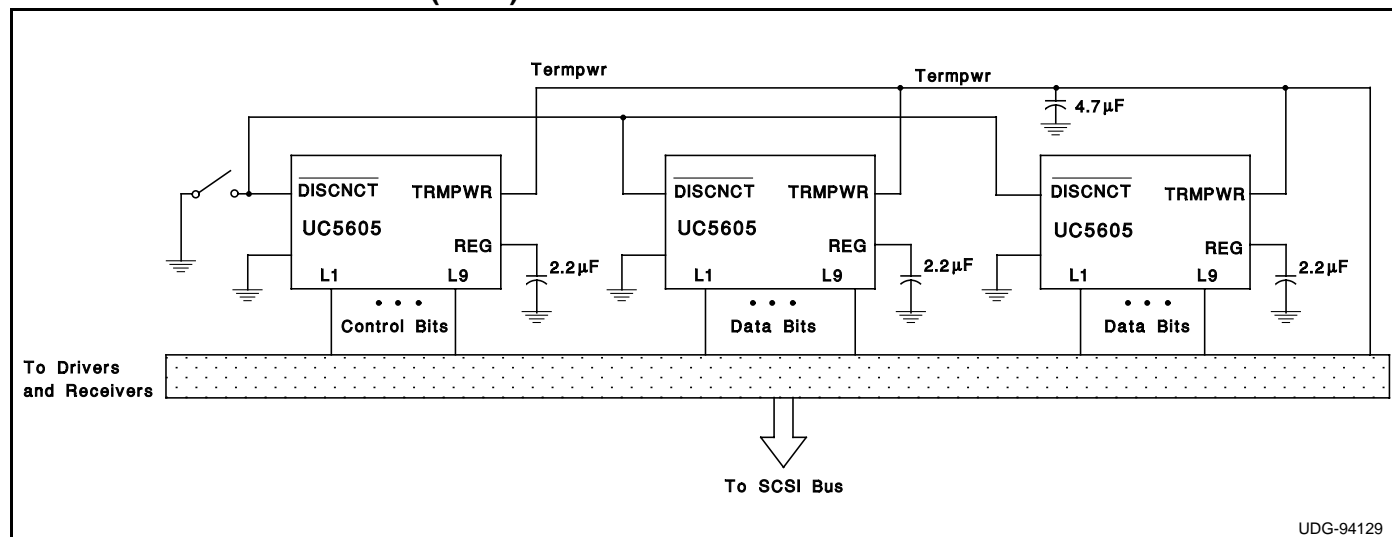 Termpwr
Termpwr
4.7µF
DISCNCT TRMPWR
UC5605
REG
2.2µF
L1 L9
• • •
Control Bits
DISCNCT TRMPWR
UC5605
REG
2.2µF
L1 L9
• • •
Data Bits
DISCNCT TRMPWR
UC5605
REG
2.2µF
L1 L9
• • •
Data Bits
To Drivers
and Receivers
To SCSI Bus
UDG-94129